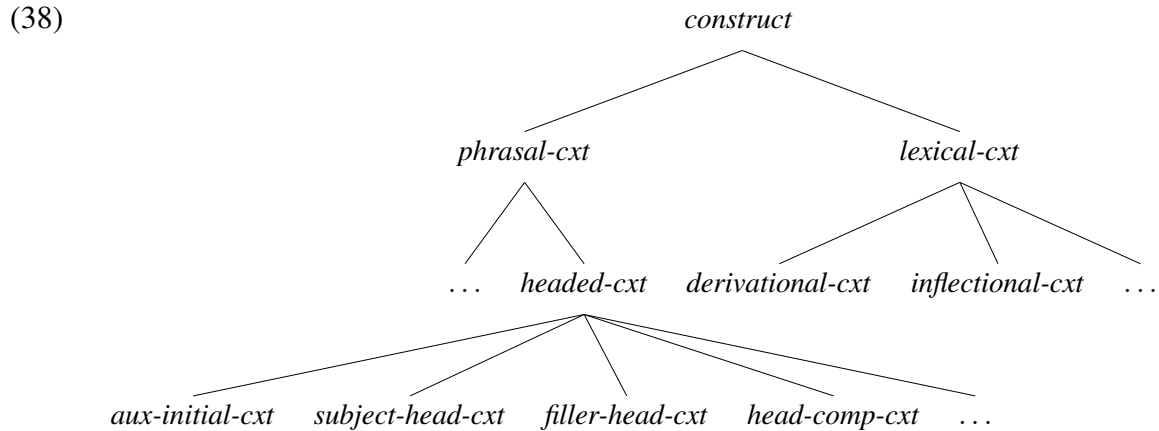 (38) construct
phrasal-cxt lexical-cxt
. . . headed-cxt derivational-cxt inflectional-cxt . . .
aux-initial-cxt subject-head-cxt filler-head-cxt head-comp-cxt . . .